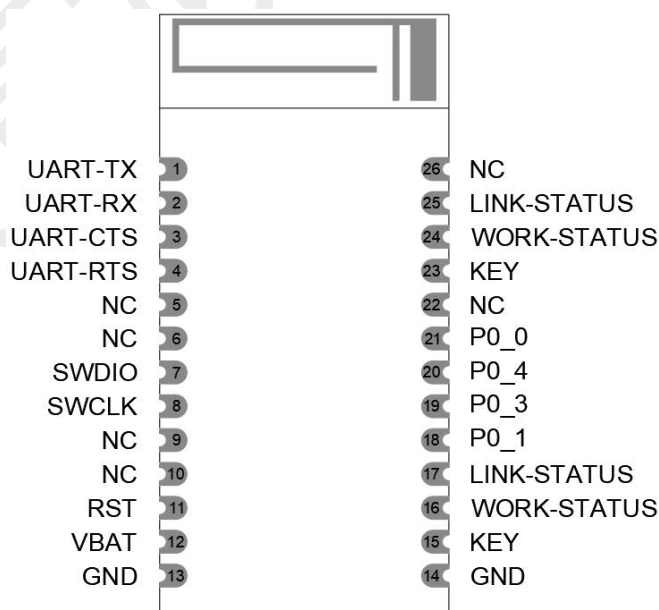 UART-TX 1 26 NC
UART-RX 2 25 LINK-STATUS
UART-CTS 3 24 WORK-STATUS
UART-RTS 4 23 KEY
NC 5 22 NC
NC 6 21 P0_0
SWDIO 7 20 P0_4
SWCLK 8 19 P0_3
NC 9 18 P0_1
NC 10 17 LINK-STATUS
RST 11 16 WORK-STATUS
VBAT 12 15 KEY
GND 13 14 GND